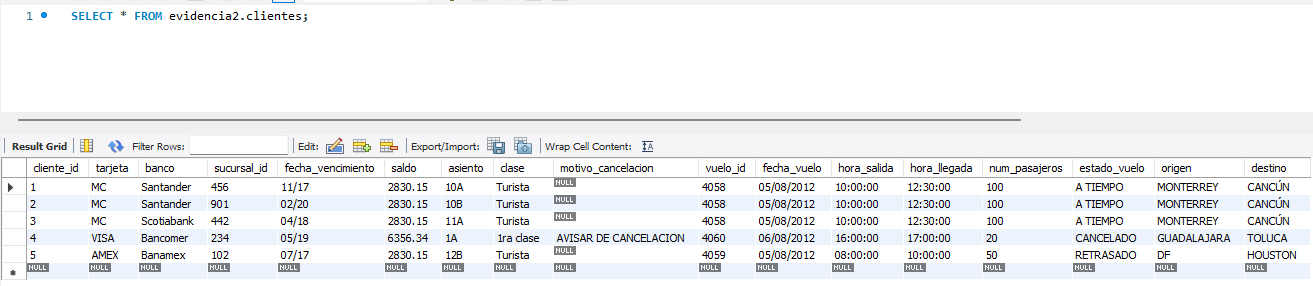 1 SELECT * FROM evidencia2.clientes;
Result Grid Filter Rows: Edit: Export/Import: Wrap Cell Content: IA
cliente_id tarjeta banco sucursal_id fecha_vencimiento saldo asiento clase motivo_cancelacion vuelo_id fecha_vuelo hora_salida hora_llegada num_pasajeros estado_vuelo origen destino
1 MC Santander 456 11/17 2830.15 10A Turista NULL 4058 05/08/2012 10:00:00 12:30:00 100 A TIEMPO MONTERREY CANCÚN
2 MC Santander 901 02/20 2830.15 10B Turista NULL 4058 05/08/2012 10:00:00 12:30:00 100 A TIEMPO MONTERREY CANCÚN
3 MC Scotiabank 442 04/18 2830.15 11A Turista NULL 4058 05/08/2012 10:00:00 12:30:00 100 A TIEMPO MONTERREY CANCÚN
4 VISA Bancomer 234 05/19 6356.34 1A 1ra clase AVISAR DE CANCELACION 4060 06/08/2012 16:00:00 17:00:00 20 CANCELADO GUADALAJARA TOLUCA
5 AMEX Banamex 102 07/17 2830.15 12B Turista NULL 4059 05/08/2012 08:00:00 10:00:00 50 RETRASADO DF HOUSTON
NULL NULL NULL NULL NULL NULL NULL NULL NULL NULL NULL NULL NULL NULL NULL NULL NULL